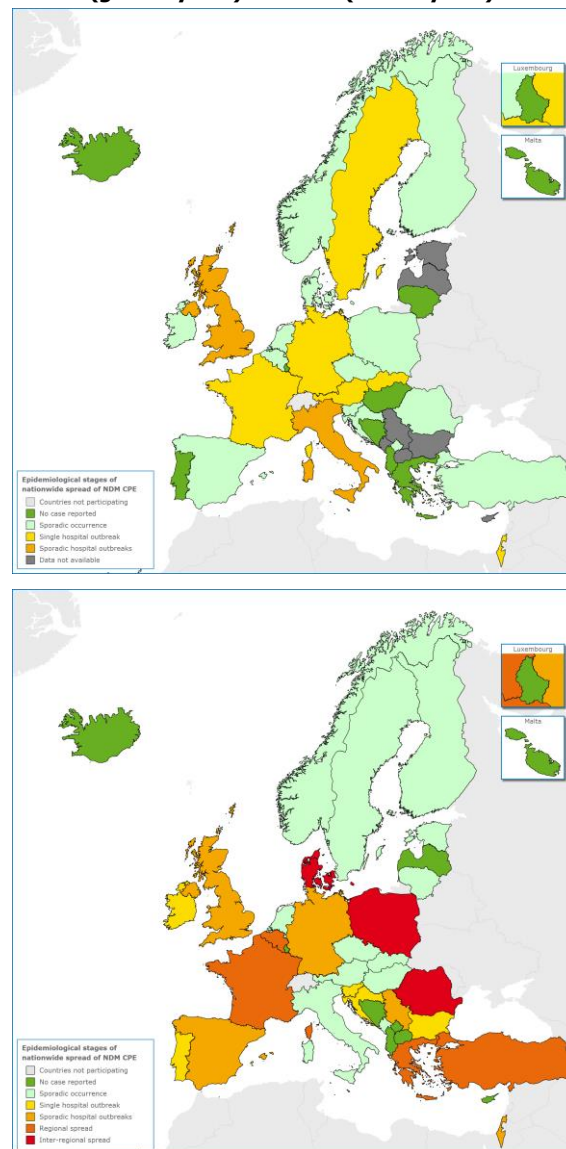 Luxembourg
Malta
Epidemiological stages of
nationwide spread of NDM CPE
Countries not participating
No case reported
Sporadic occurrence
Single hospital outbreak
Sporadic hospital outbreaks
Data not available
Luxembourg
Malta
Epidemiological stages of
nationwide spread of NDM CPE
Countries not participating
No case reported
Sporadic occurrence
Single hospital outbreak
Sporadic hospital outbreaks
Regional spread
Inter-regional spread